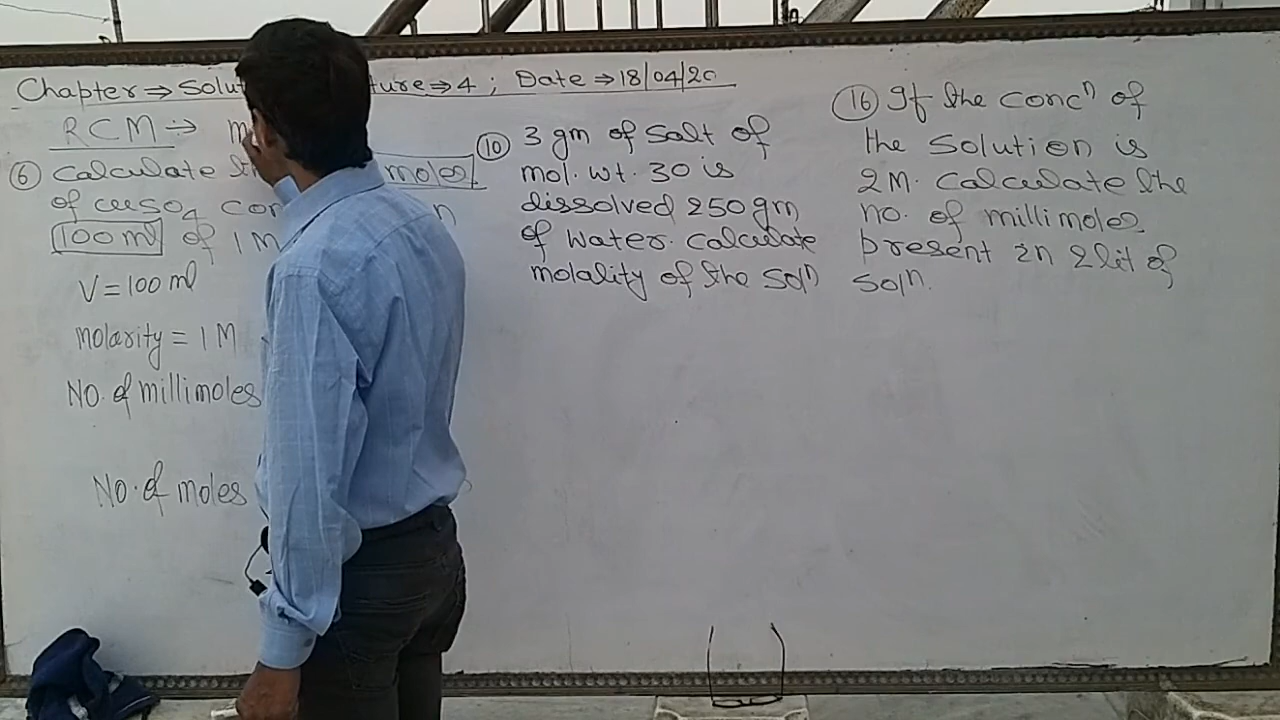 Chapter ⇒ Solu ture ⇒ 4 ; Date ⇒ 18/04/20
RCM → m
⑥ Calculate moles
of CuSO4 con n
100 ml of 1 M
V = 100 ml
Molarity = 1 M
No. of millimoles
No. of moles
⑩ 3 gm of Salt of
mol. wt. 30 is
dissolved 250 gm
of water. Calculate
molality of the Solⁿ
⑯ If the Concⁿ of
the Solution is
2 M. Calculate the
no. of millimoles
present in 2 lit of
Solⁿ.